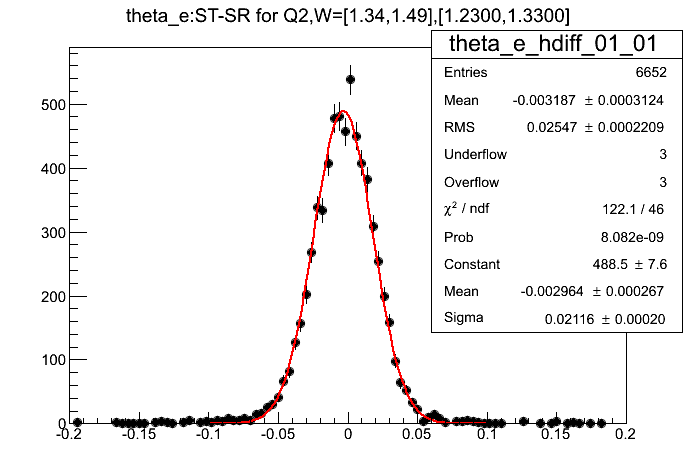 theta_e:ST-SR for Q2,W=[1.34,1.49],[1.2300,1.3300]
theta_e_hdiff_01_01
Entries 6652
Mean -0.003187 ± 0.0003124
RMS 0.02547 ± 0.0002209
Underflow 3
Overflow 3
χ² / ndf 122.1 / 46
Prob 8.082e-09
Constant 488.5 ± 7.6
Mean -0.002964 ± 0.000267
Sigma 0.02116 ± 0.00020
500
400
300
200
100
0
-0.2 -0.15 -0.1 -0.05 0 0.05 0.1 0.15 0.2